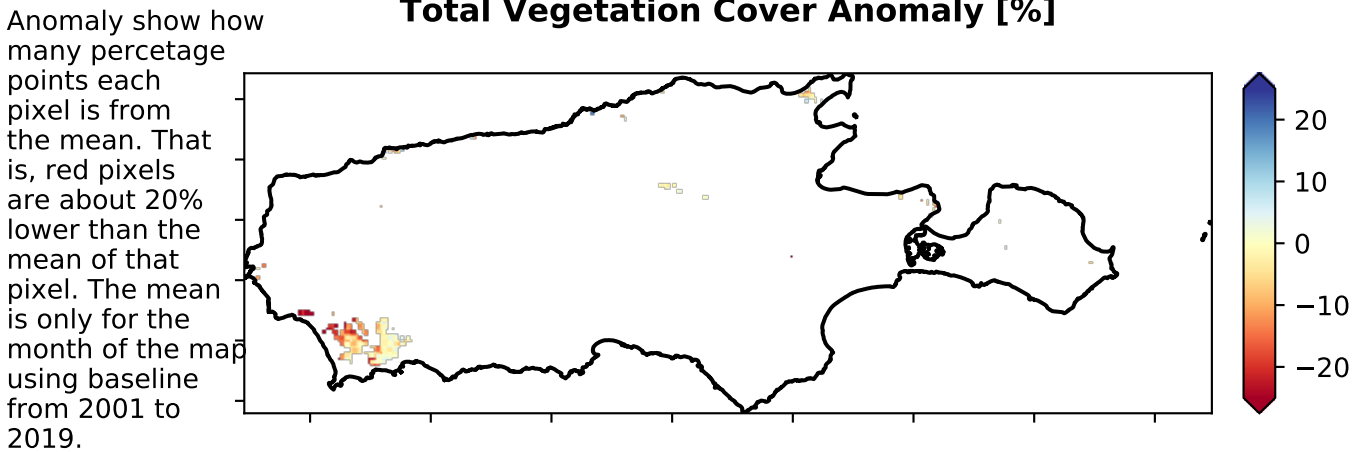 Total Vegetation Cover Anomaly [%]
Anomaly show how
many percetage
points each
pixel is from
the mean. That
is, red pixels
are about 20%
lower than the
mean of that
pixel. The mean
is only for the
month of the map
using baseline
from 2001 to
2019.
20
10
0
−10
−20